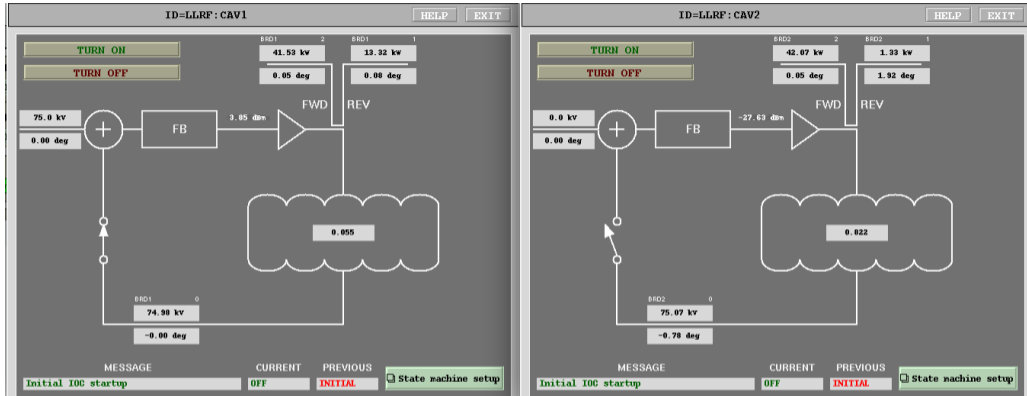 ID=LLRF:CAV1 HELP EXIT
TURN ON
TURN OFF
BRD1 2 BRD1 1
41.53 kv 13.32 kw
0.05 deg 0.08 deg
FWD REV
75.0 kv
0.00 deg
+
FB
3.85 dBm
0.055
BRD1 0
74.98 kv
-0.00 deg
MESSAGE CURRENT PREVIOUS
Initial IOC startup OFF INITIAL State machine setup
ID=LLRF:CAV2 HELP EXIT
TURN ON
TURN OFF
BRD2 2 BRD2 1
42.07 kv 1.33 kw
0.05 deg 1.92 deg
FWD REV
0.0 kv
0.00 deg
+
FB
-27.63 dBm
0.822
BRD2 0
75.07 kv
-0.78 deg
MESSAGE CURRENT PREVIOUS
Initial IOC startup OFF INITIAL State machine setup